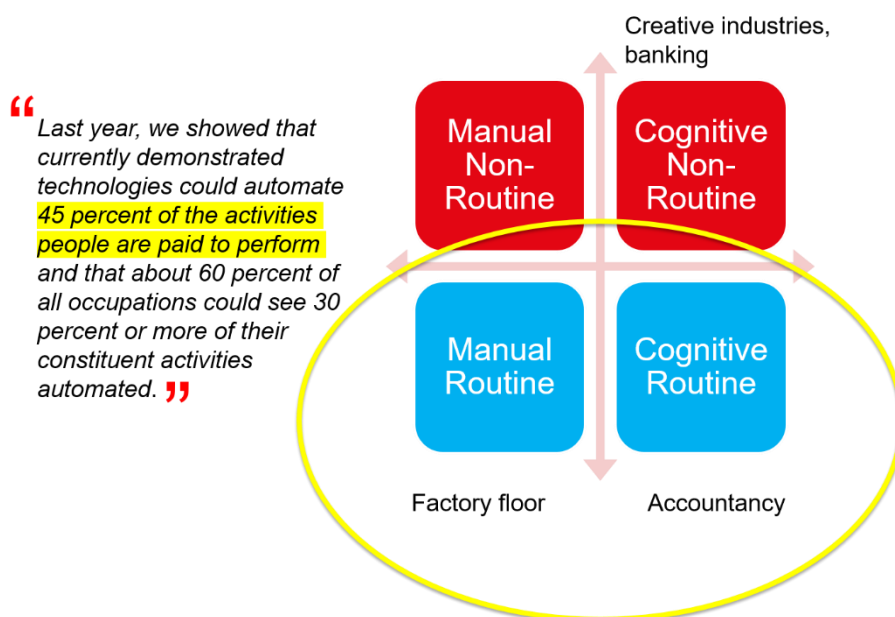 “
Last year, we showed that
currently demonstrated
technologies could automate
45 percent of the activities
people are paid to perform
and that about 60 percent of
all occupations could see 30
percent or more of their
constituent activities
automated. ”
Creative industries,
banking
Manual
Non-
Routine
Cognitive
Non-
Routine
Manual
Routine
Cognitive
Routine
Factory floor
Accountancy